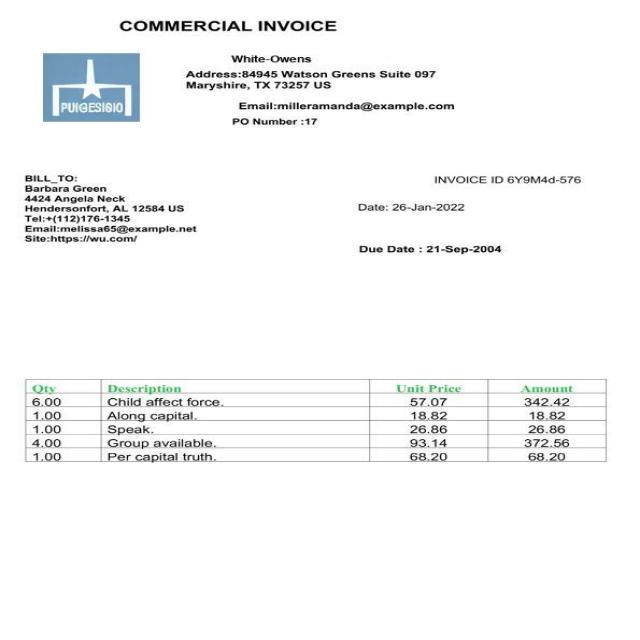 COMMERCIAL INVOICE
White-Owens
Address:84945 Watson Greens Suite 097
Maryshire, TX 73257 US
PUIGESIGIO
Email:milleramanda@example.com
PO Number :17
BILL_TO:
Barbara Green
4424 Angela Neck
Hendersonfort, AL 12584 US
Tel:+(112)176-1345
Email:melissa65@example.net
Site:https://wu.com/
INVOICE ID 6Y9M4d-576
Date: 26-Jan-2022
Due Date : 21-Sep-2004
Qty Description Unit Price Amount
6.00 Child affect force. 57.07 342.42
1.00 Along capital. 18.82 18.82
1.00 Speak. 26.86 26.86
4.00 Group available. 93.14 372.56
1.00 Per capital truth. 68.20 68.20